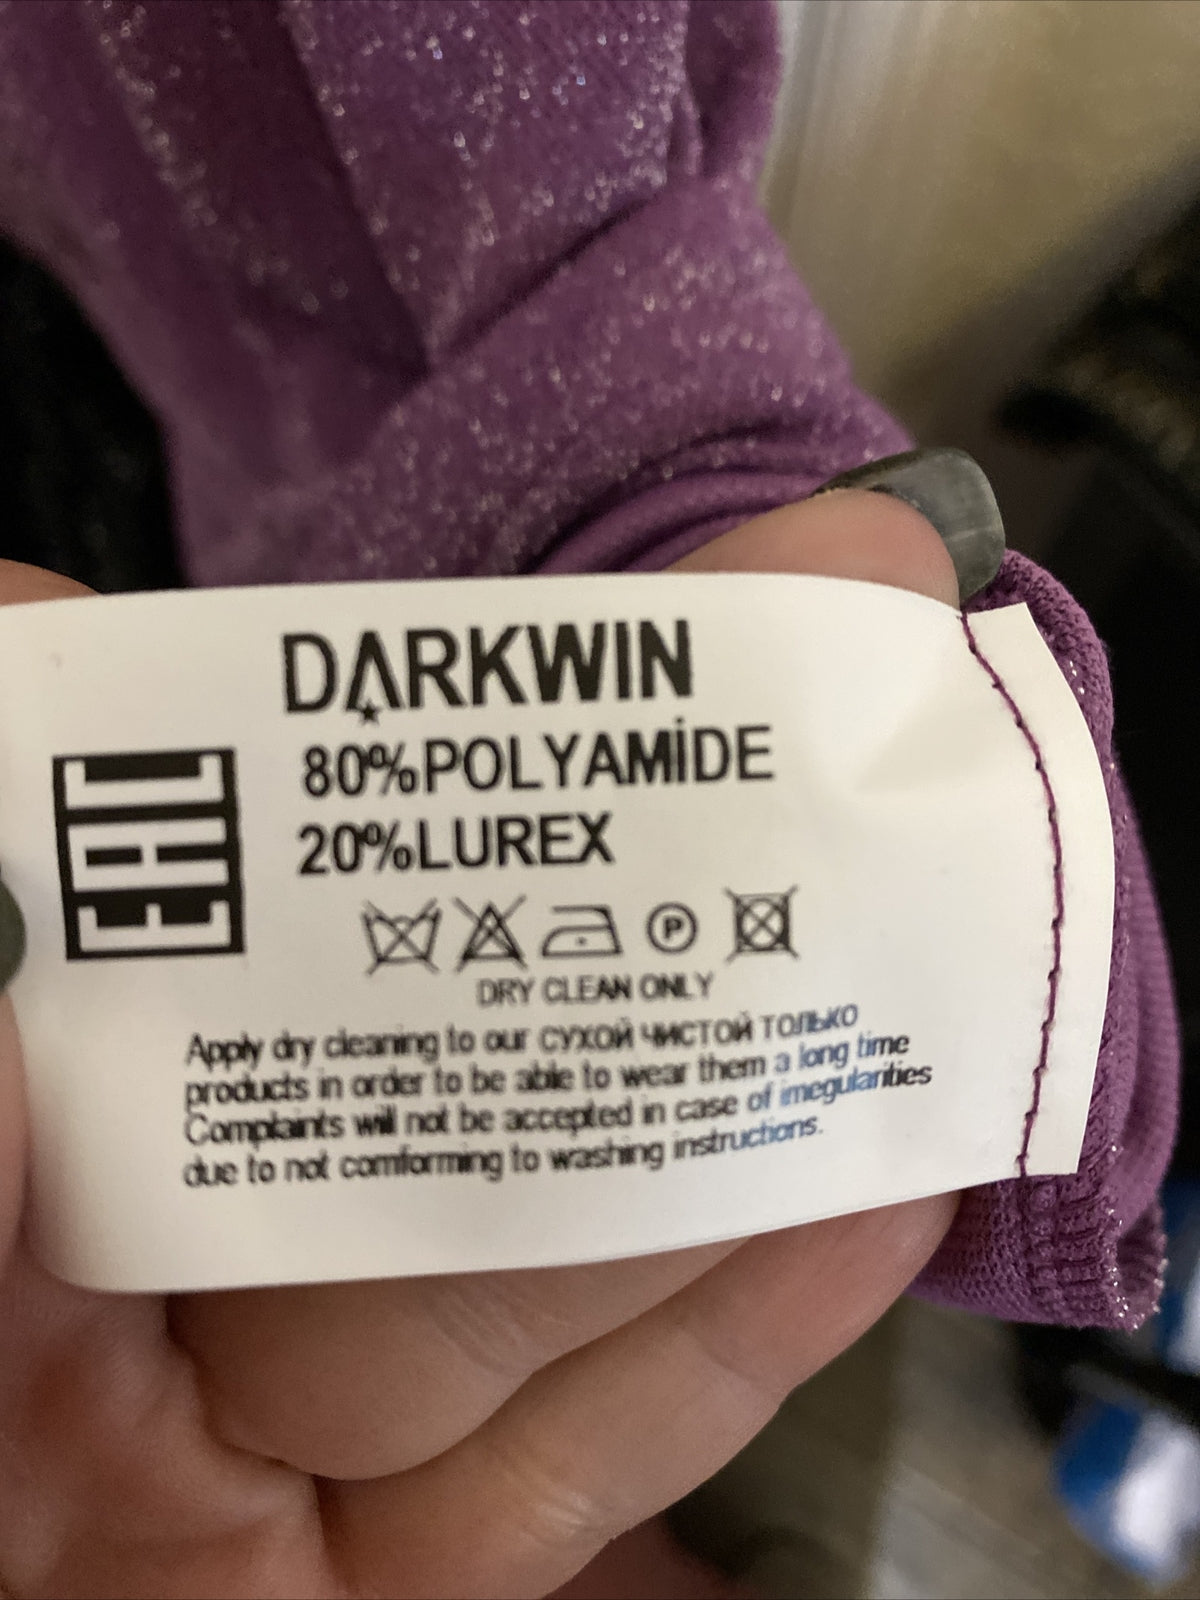 DARKWIN
EAC
80%POLYAMİDE
20%LUREX
P
DRY CLEAN ONLY
Apply dry cleaning to our СУХОЙ ЧИСТОЙ ТОЛЬКО
products in order to be able to wear them a long time
Complaints will not be accepted in case of imegularities
due to not comforming to washing instructions.